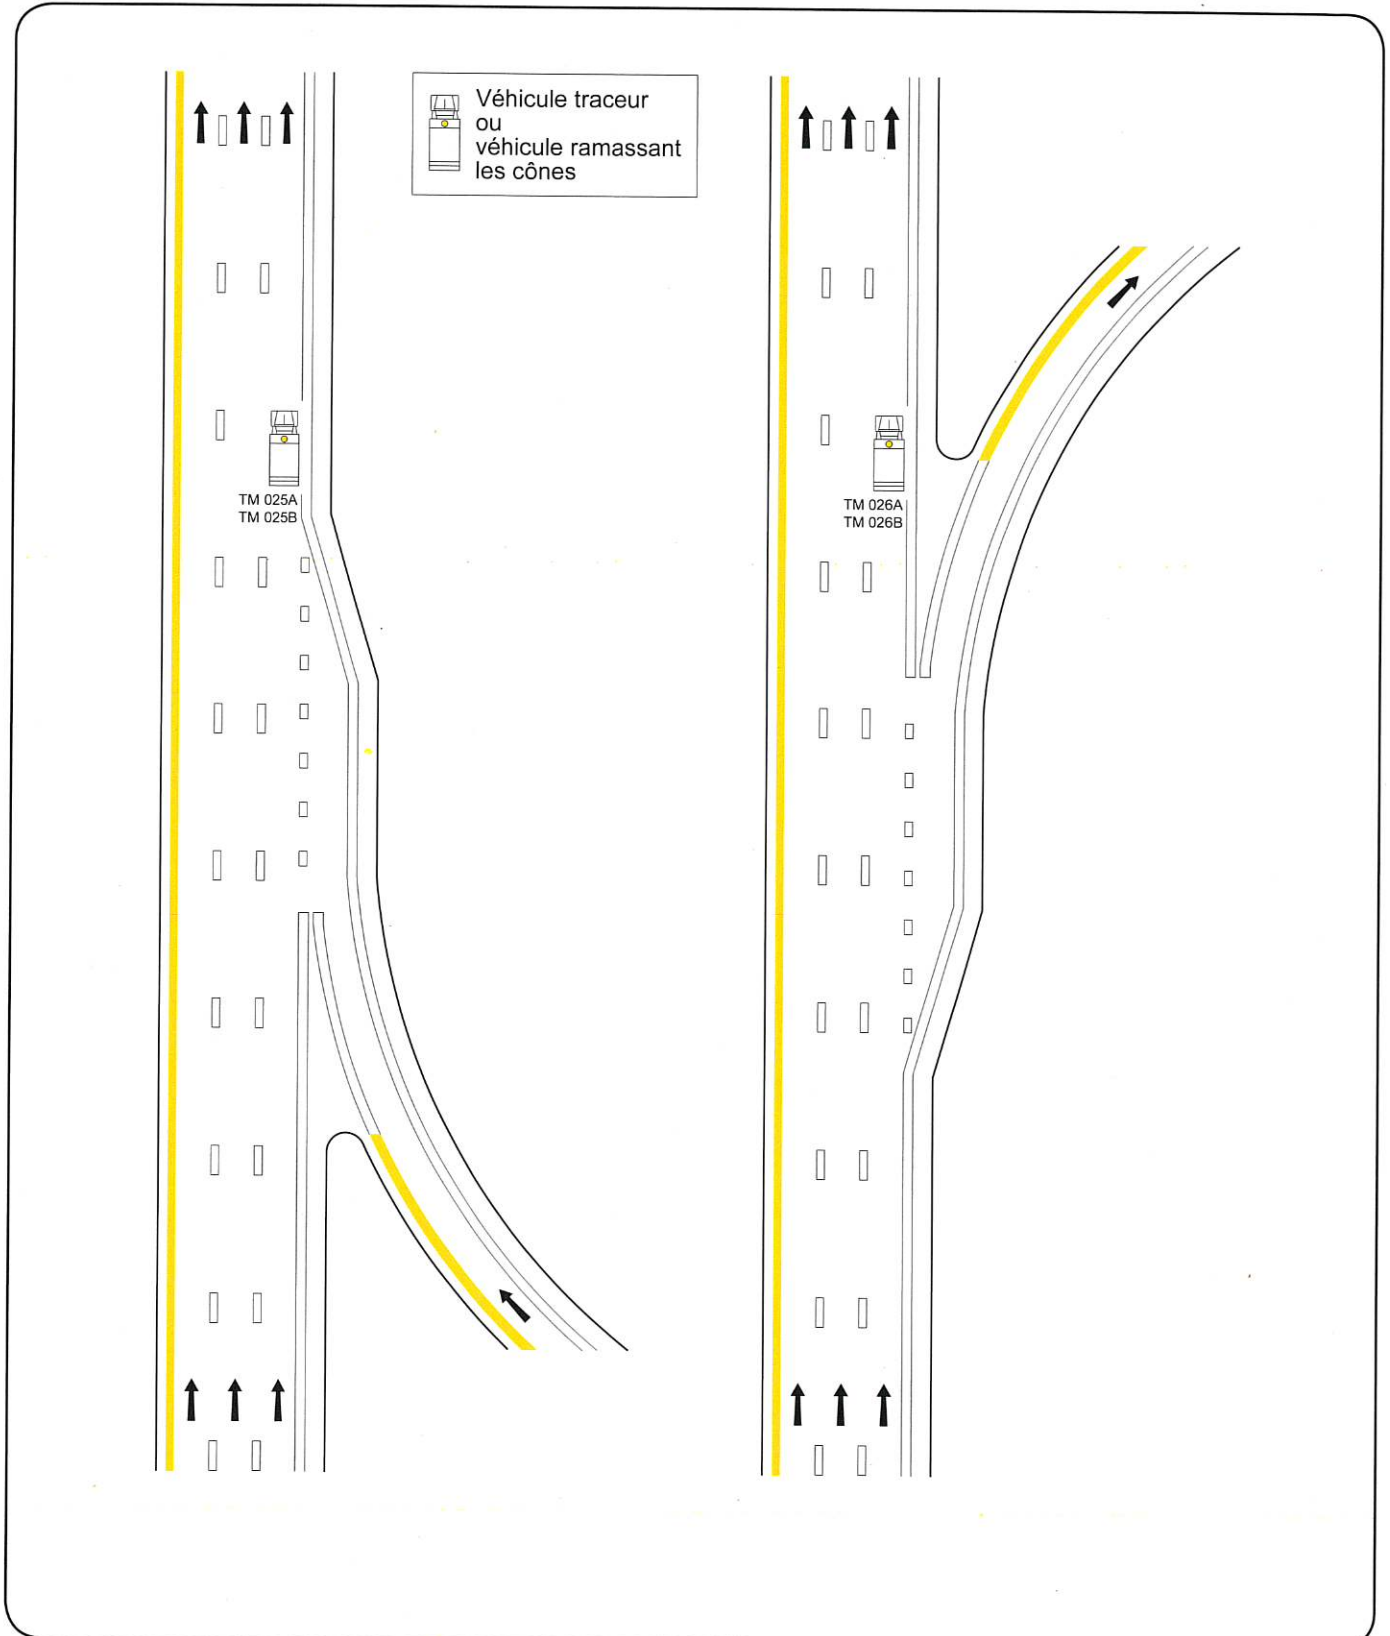 Véhicule traceur
ou
véhicule ramassant
les cônes
TM 025A
TM 025B
TM 026A
TM 026B